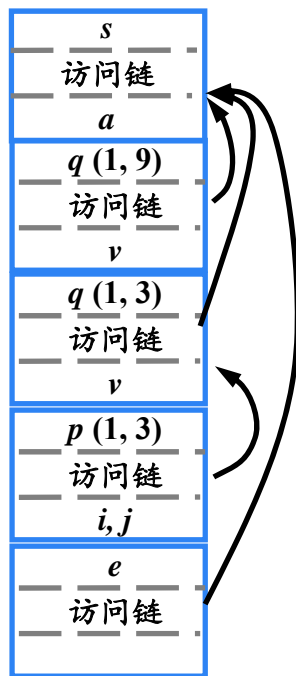 s
访问链
a
q (1, 9)
访问链
v
q (1, 3)
访问链
v
p (1, 3)
访问链
i, j
e
访问链